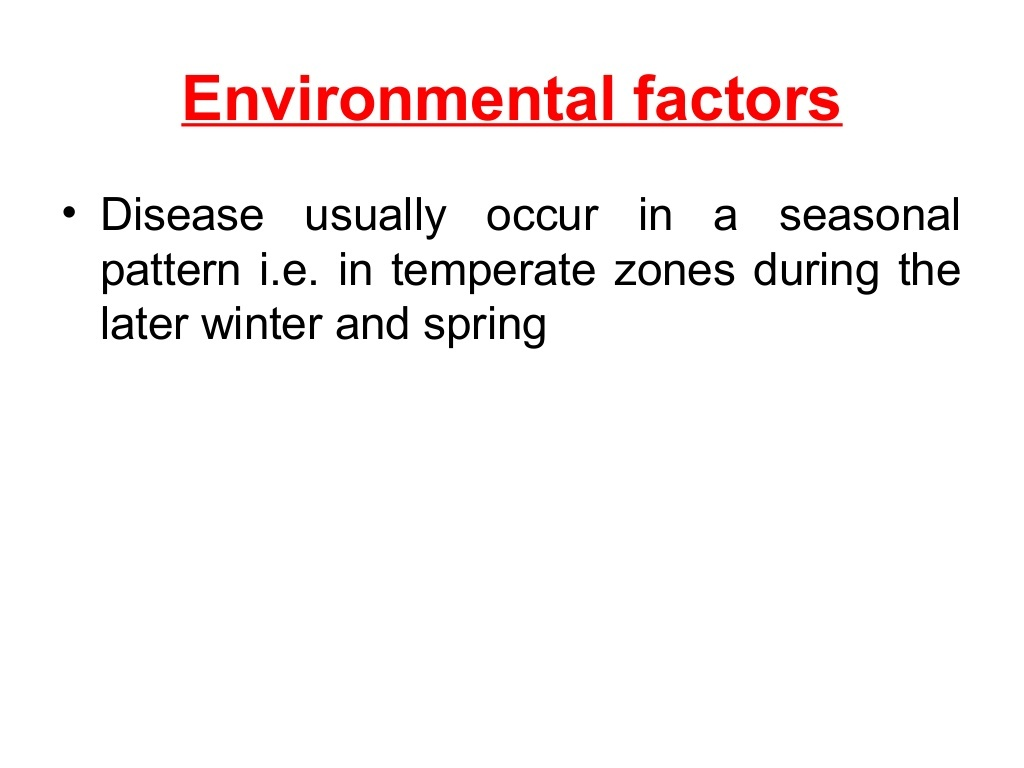 Environmental factors
• Disease usually occur in a seasonal
pattern i.e. in temperate zones during the
later winter and spring